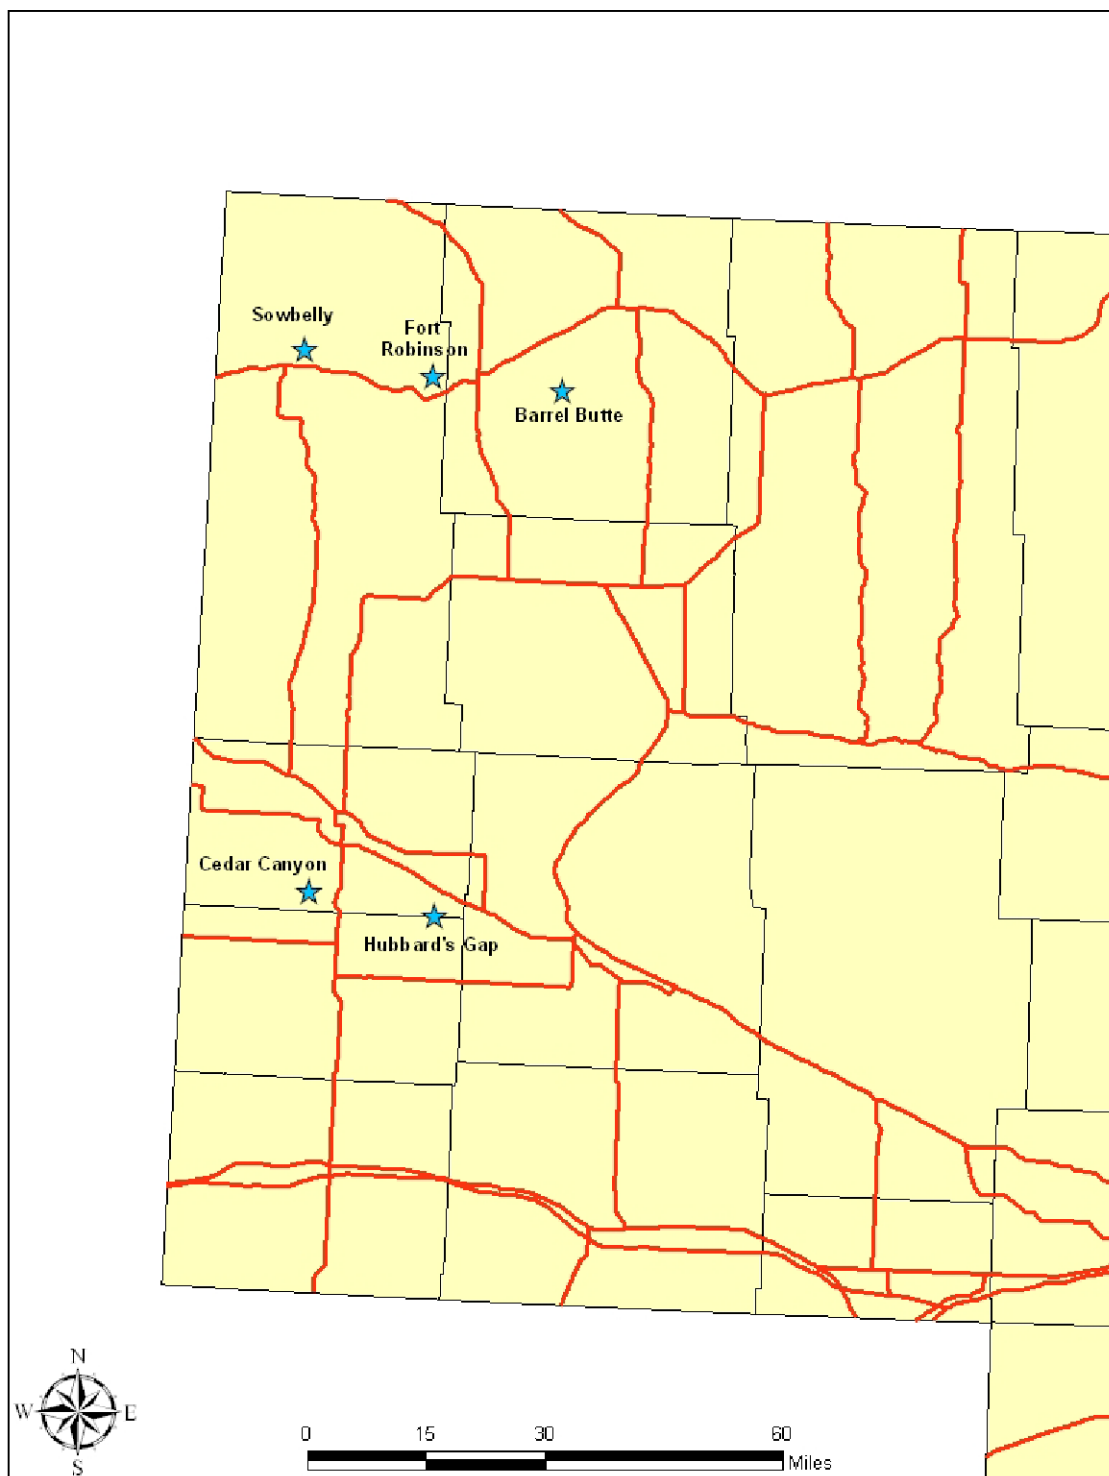 Sowbelly
Fort
Robinson
Barrel Butte
Cedar Canyon
Hubbard's Gap
N
W E
S
0 15 30 60
Miles